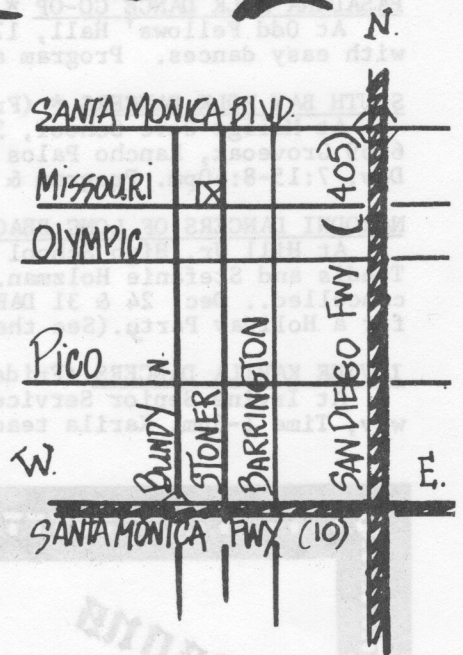 N.
SANTA MONICA BLVD.
MISSOURI
OLYMPIC
PICO
BUNDY N.
STONER
BARRINGTON
SAN DIEGO FWY (405)
W.
E.
SANTA MONICA FWY (10)